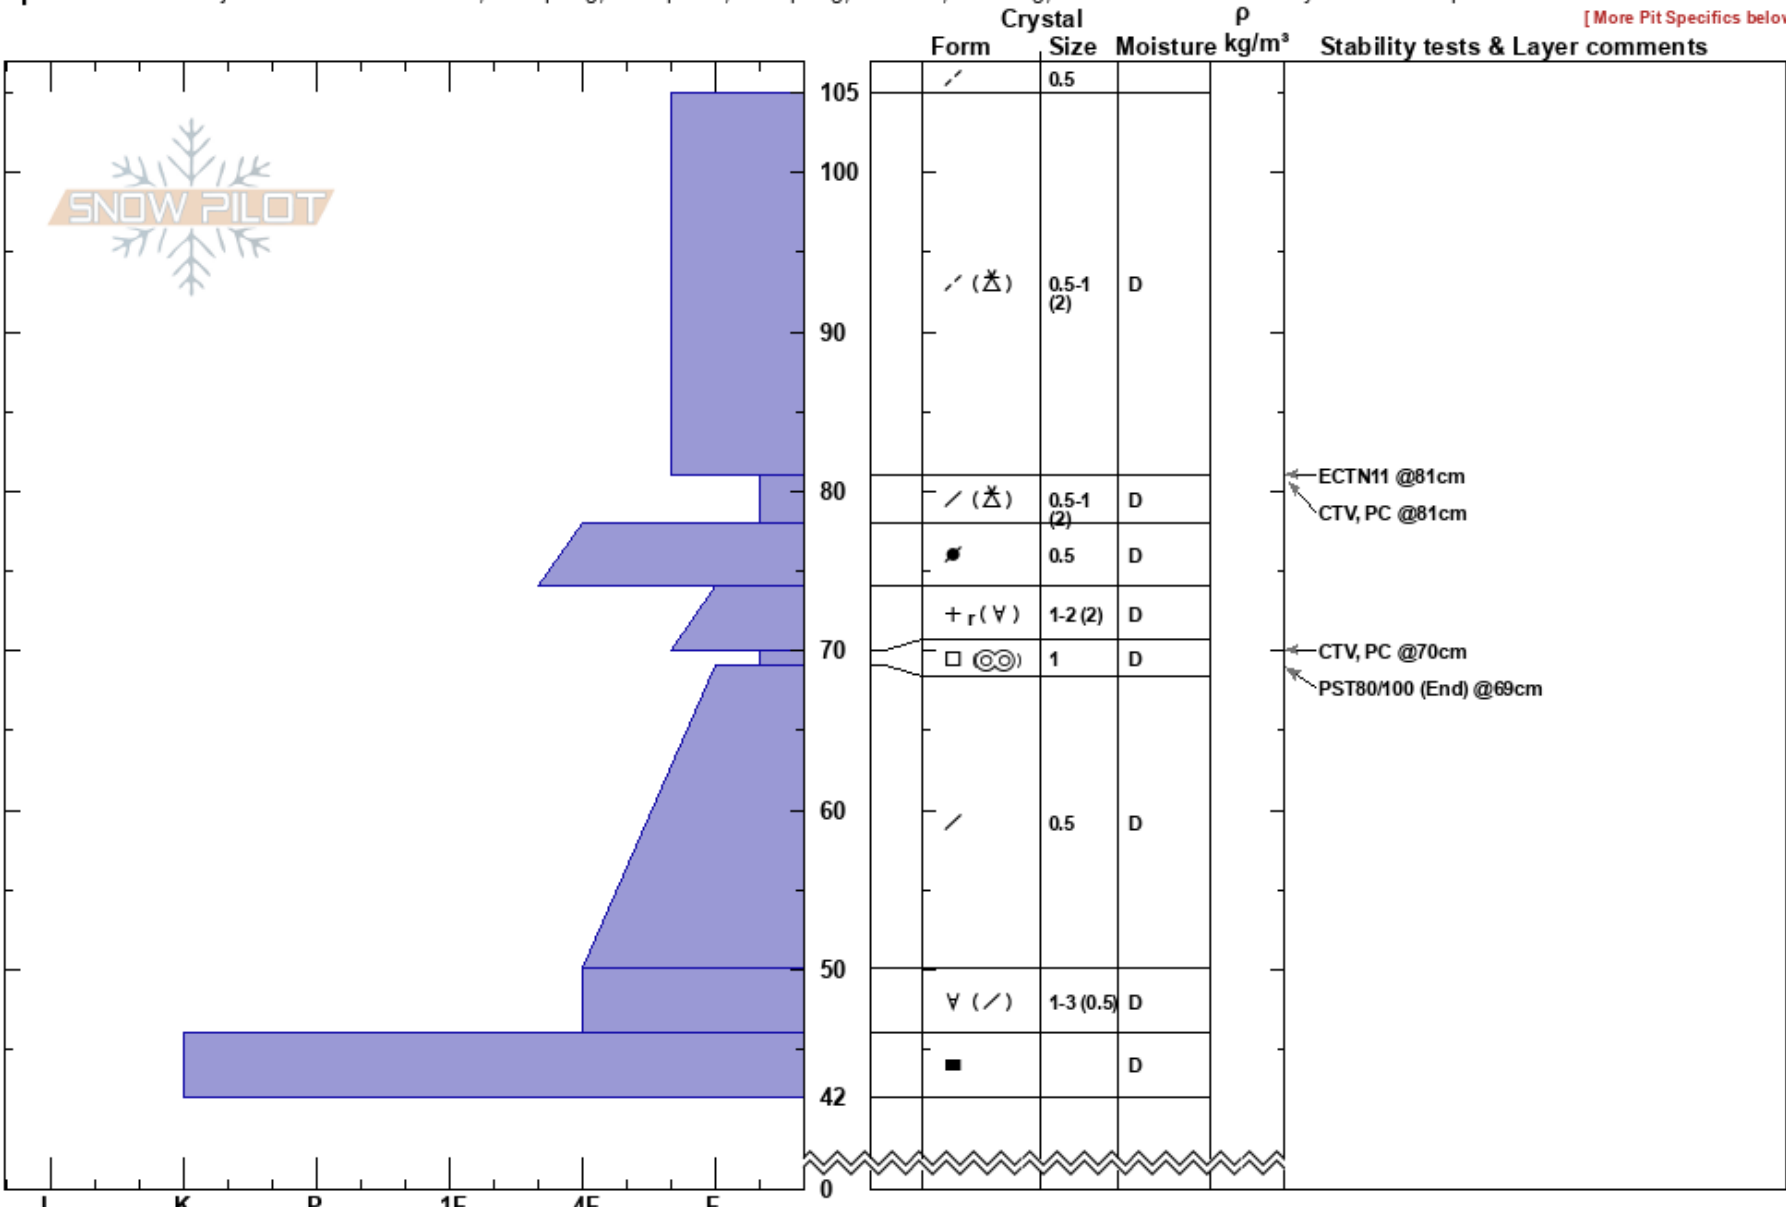 Crystal
ρ
[ More Pit Specifics below
Form Size Moisture kg/m³ Stability tests & Layer comments
0.5
105
SNOW PILOT
100
0.5-1 D
(2)
90
ECTN11 @81cm
80
0.5-1 D
(2)
CTV, PC @81cm
0.5 D
r 1-2 (2) D
70
1 D
CTV, PC @70cm
PST80/100 (End) @69cm
60
0.5 D
50
1-3 (0.5) D
D
42
0
I K P 1F 4F F